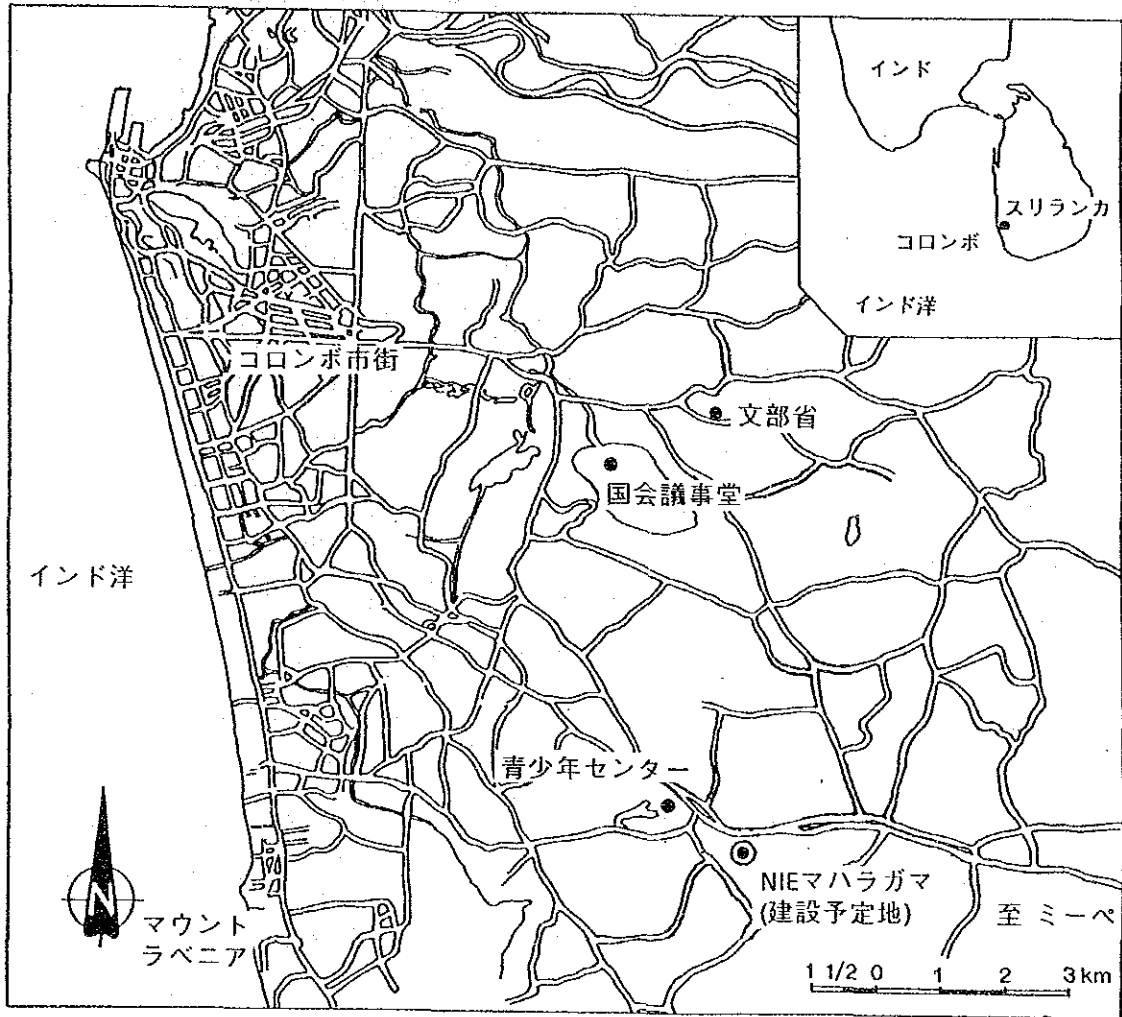 インド
スリランカ
コロンボ
インド洋
コロンボ市街
文部省
国会議事堂
インド洋
青少年センター
NIEマハラガマ
(建設予定地)
至 ミーペ
マウント
ラベニア
N
1 1/2 0 1 2 3km